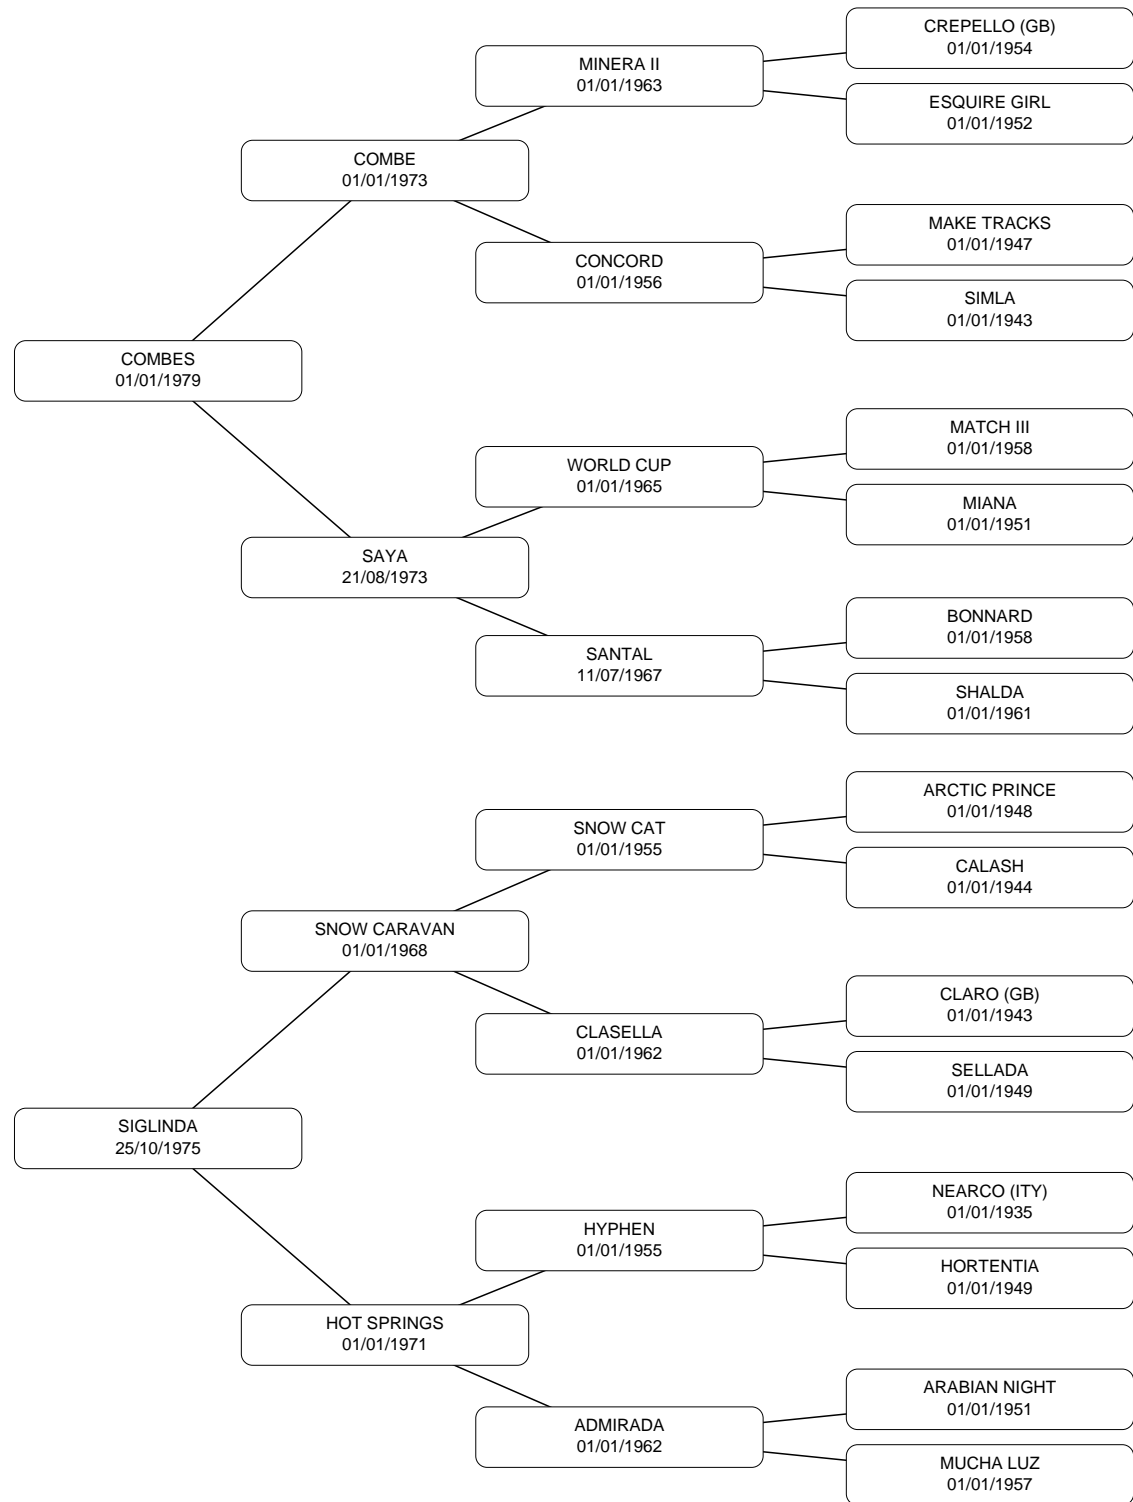 CREPELLO (GB)
01/01/1954
MINERA II
01/01/1963
ESQUIRE GIRL
01/01/1952
COMBE
01/01/1973
MAKE TRACKS
01/01/1947
CONCORD
01/01/1956
SIMLA
01/01/1943
COMBES
01/01/1979
MATCH III
01/01/1958
WORLD CUP
01/01/1965
MIANA
01/01/1951
SAYA
21/08/1973
BONNARD
01/01/1958
SANTAL
11/07/1967
SHALDA
01/01/1961
ARCTIC PRINCE
01/01/1948
SNOW CAT
01/01/1955
CALASH
01/01/1944
SNOW CARAVAN
01/01/1968
CLARO (GB)
01/01/1943
CLASELLA
01/01/1962
SELLADA
01/01/1949
SIGLINDA
25/10/1975
NEARCO (ITY)
01/01/1935
HYPHEN
01/01/1955
HORTENTIA
01/01/1949
HOT SPRINGS
01/01/1971
ARABIAN NIGHT
01/01/1951
ADMIRADA
01/01/1962
MUCHA LUZ
01/01/1957